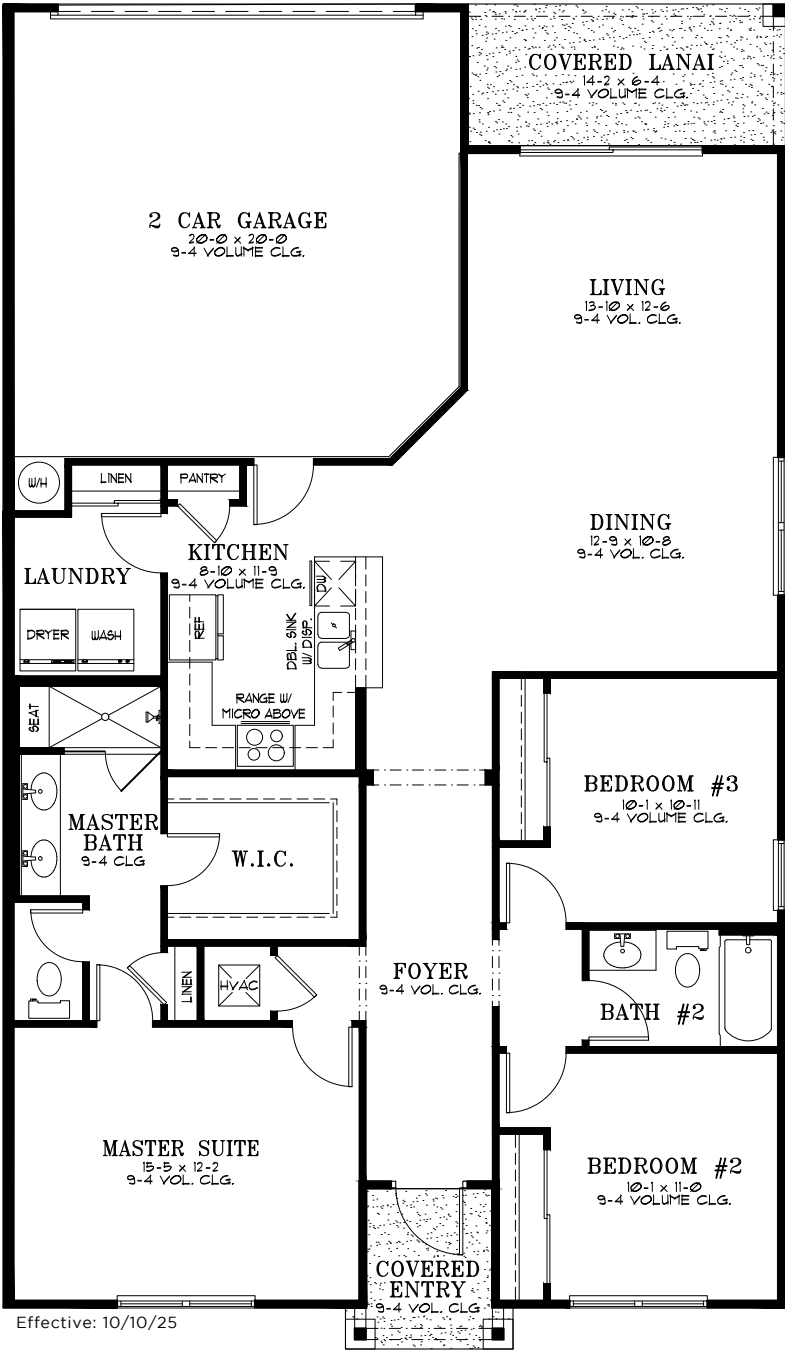 COVERED LANAI
14-2 x 6-4
9-4 VOLUME CLG.
2 CAR GARAGE
20-0 x 20-0
9-4 VOLUME CLG.
LIVING
13-10 x 12-6
9-4 VOL. CLG.
W/H
LINEN
PANTRY
DINING
12-9 x 10-8
9-4 VOL. CLG.
KITCHEN
8-10 x 11-9
9-4 VOLUME CLG.
LAUNDRY
DW
DRYER
WASH
REF
DBL. SINK
W/ DISP.
RANGE W/
MICRO ABOVE
SEAT
BEDROOM #3
10-1 x 10-11
9-4 VOLUME CLG.
MASTER
BATH
9-4 CLG
W.I.C.
FOYER
9-4 VOL. CLG.
LINEN
HVAC
BATH #2
MASTER SUITE
15-5 x 12-2
9-4 VOL. CLG.
BEDROOM #2
10-1 x 11-0
9-4 VOLUME CLG.
COVERED
ENTRY
9-4 VOL. CLG
Effective: 10/10/25